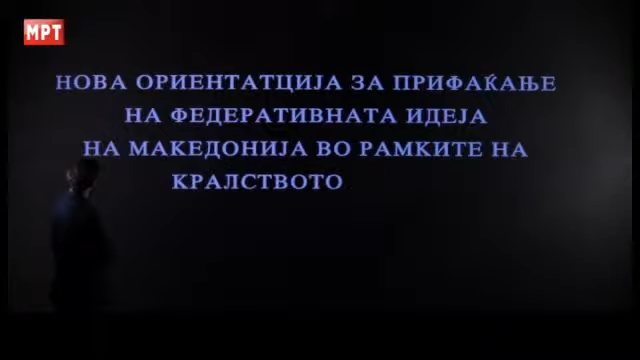 МРТ
НОВА ОРИЕНТАТЦИЈА ЗА ПРИФАЌАЊЕ
НА ФЕДЕРАТИВНАТА ИДЕЈА
НА МАКЕДОНИЈА ВО РАМКИТЕ НА
КРАЛСТВОТО